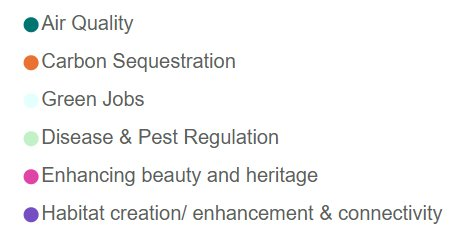 Air Quality
Carbon Sequestration
Green Jobs
Disease & Pest Regulation
Enhancing beauty and heritage
Habitat creation/ enhancement & connectivity